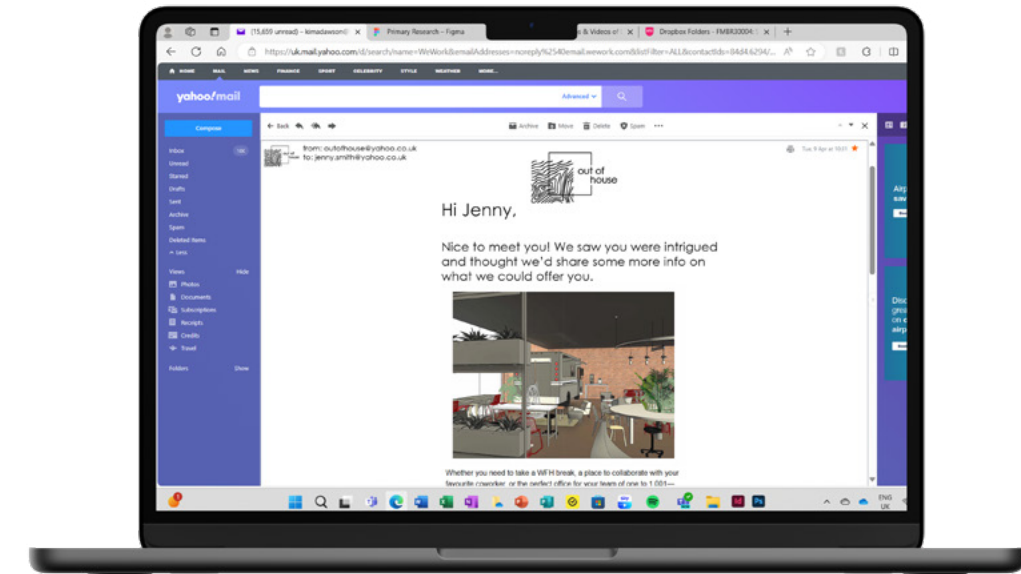 (15,659 unread) - kimadawson@
Primary Research – Figma
& Videos of
Dropbox Folders - FMBR30004:
https://uk.mail.yahoo.com/d/search/name=WeWork&emailAddresses=noreply%2540email.wework.com&listFilter=ALL&contactIds=84d4.6294/...
HOME MAIL NEWS FINANCE SPORT CELEBRITY STYLE WEATHER MORE...
yahoo!mail
Advanced
Compose
Back
Archive Move Delete Spam
Inbox
Unread
Starred
Drafts
Sent
Archive
Spam
Deleted Items
Less
Views Hide
Photos
Documents
Subscriptions
Receipts
Credits
Travel
Folders Show
out of
house
from: outofhouse@yahoo.co.uk
to: jenny.smith@yahoo.co.uk
Tue, 9 Apr at 10:01
out of
house
Hi Jenny,
Nice to meet you! We saw you were intrigued
and thought we'd share some more info on
what we could offer you.
Whether you need to take a WFH break, a place to collaborate with your
favourite coworker, or the perfect office for your team of one to 1,001—
ENG
UK